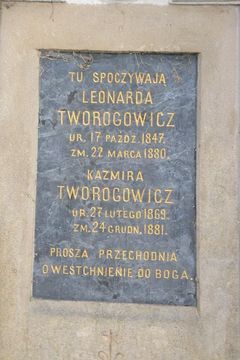 TU SPOCZYWAJĄ
LEONARDA
TWOROGOWICZ
UR. 17 PAŹDZ. 1847.
ZM. 22 MARCA 1880.
KAZMIRA
TWOROGOWICZ
UR. 27 LUTEGO 1869.
ZM. 24 GRUDN. 1881.
PROSZA PRZECHODNIA
O WESTCHNIENIE DO BOGA.